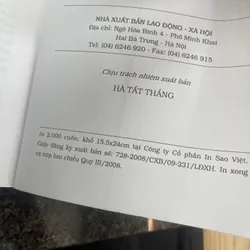 NHÀ XUẤT BẢN LAO ĐỘNG - XÃ HỘI
Địa chỉ: Ngõ Hòa Bình 4 - Phố Minh Khai
Hai Bà Trưng - Hà Nội
Tel: (04) 6246 920 - Fax: (04) 6246 915
Chịu trách nhiệm xuất bản
HÀ TẤT THẮNG
In 2.000 cuốn, khổ 15.5x24cm tại Công ty Cổ phần In Sao Việt.
Giấy đăng ký xuất bản số: 728-2008/CXB/09-231/LĐXH. In xong
và nộp lưu chiểu Quý III/2008.